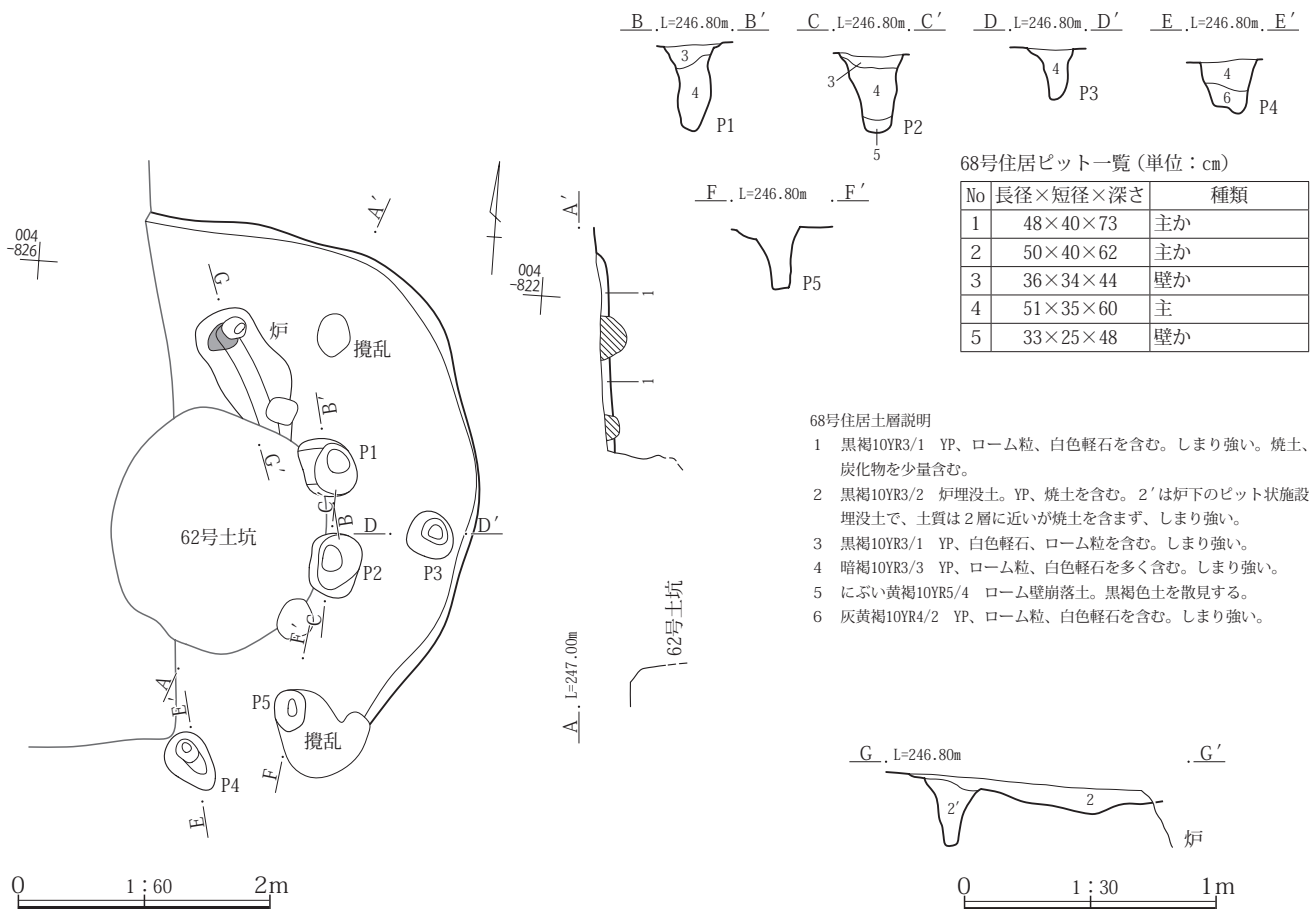 B . L=246.80m . B′
C . L=246.80m . C′
D . L=246.80m . D′
E . L=246.80m . E′
3
4
P1
3
4
5
P2
4
P3
4
6
P4
F . L=246.80m . F′
P5
68号住居ピット一覧（単位：㎝）
No 長径×短径×深さ 種類
1 48×40×73 主か
2 50×40×62 主か
3 36×34×44 壁か
4 51×35×60 主
5 33×25×48 壁か
004
-826
004
-822
A′
G
炉
攪乱
B′
G′
P1
C
B
D
D′
62号土坑
P2
P3
F′
C′
A
E′
P5
攪乱
F
P4
E
A′
1
1
62号土坑
A . L=247.00m
68号住居土層説明
1 黒褐10YR3/1 YP、ローム粒、白色軽石を含む。しまり強い。焼土、
炭化物を少量含む。
2 黒褐10YR3/2 炉埋没土。YP、焼土を含む。2′は炉下のピット状施設
埋没土で、土質は２層に近いが焼土を含まず、しまり強い。
3 黒褐10YR3/1 YP、白色軽石、ローム粒を含む。しまり強い。
4 暗褐10YR3/3 YP、ローム粒、白色軽石を多く含む。しまり強い。
5 にぶい黄褐10YR5/4 ローム壁崩落土。黒褐色土を散見する。
6 灰黄褐10YR4/2 YP、ローム粒、白色軽石を含む。しまり強い。
G . L=246.80m . G′
2′
2
炉
0 1：60 2m
0 1：30 1m